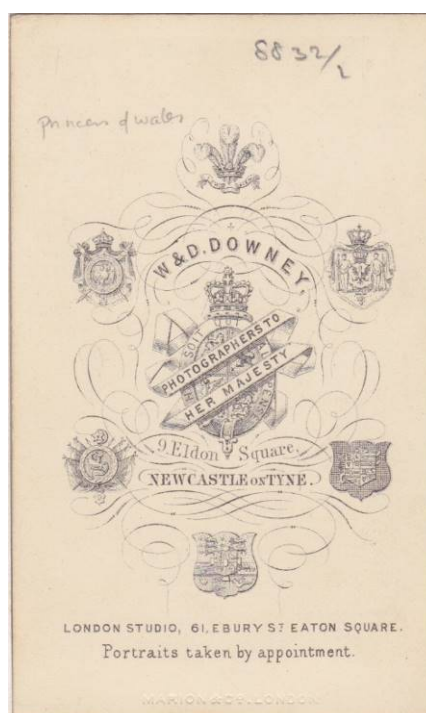 8832/2
Princess of Wales
W & D. DOWNEY,
PHOTOGRAPHERS TO
HER MAJESTY
9 Eldon Square,
NEWCASTLE ON TYNE.
LONDON STUDIO, 61, EBURY ST EATON SQUARE.
Portraits taken by appointment.
MARION & CO. LONDON